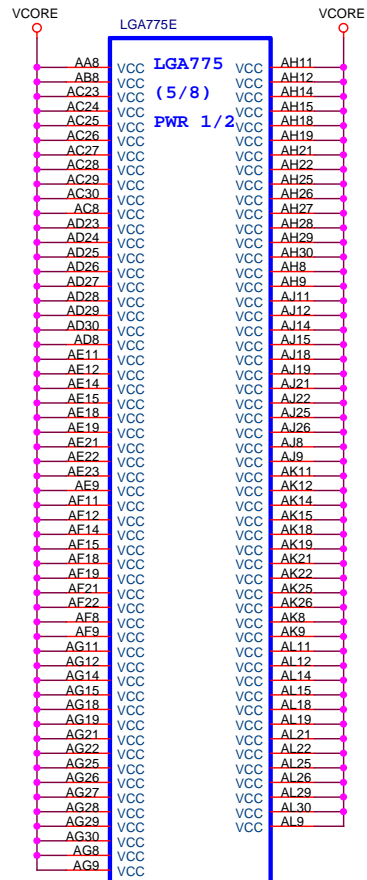 VCORE VCORE
LGA775E
AA8 VCC LGA775 VCC AH11
AB8 VCC VCC AH12
AC23 VCC (5/8) VCC AH14
AC24 VCC VCC AH15
AC25 VCC PWR 1/2 VCC AH18
AC26 VCC VCC AH19
AC27 VCC VCC AH21
AC28 VCC VCC AH22
AC29 VCC VCC AH25
AC30 VCC VCC AH26
AC8 VCC VCC AH27
AD23 VCC VCC AH28
AD24 VCC VCC AH29
AD25 VCC VCC AH30
AD26 VCC VCC AH8
AD27 VCC VCC AH9
AD28 VCC VCC AJ11
AD29 VCC VCC AJ12
AD30 VCC VCC AJ14
AD8 VCC VCC AJ15
AE11 VCC VCC AJ18
AE12 VCC VCC AJ19
AE14 VCC VCC AJ21
AE15 VCC VCC AJ22
AE18 VCC VCC AJ25
AE19 VCC VCC AJ26
AE21 VCC VCC AJ8
AE22 VCC VCC AJ9
AE23 VCC VCC AK11
AE9 VCC VCC AK12
AF11 VCC VCC AK14
AF12 VCC VCC AK15
AF14 VCC VCC AK18
AF15 VCC VCC AK19
AF18 VCC VCC AK21
AF19 VCC VCC AK22
AF21 VCC VCC AK25
AF22 VCC VCC AK26
AF8 VCC VCC AK8
AF9 VCC VCC AK9
AG11 VCC VCC AL11
AG12 VCC VCC AL12
AG14 VCC VCC AL14
AG15 VCC VCC AL15
AG18 VCC VCC AL18
AG19 VCC VCC AL19
AG21 VCC VCC AL21
AG22 VCC VCC AL22
AG25 VCC VCC AL25
AG26 VCC VCC AL26
AG27 VCC VCC AL29
AG28 VCC VCC AL30
AG29 VCC VCC AL9
AG30 VCC
AG8 VCC
AG9 VCC